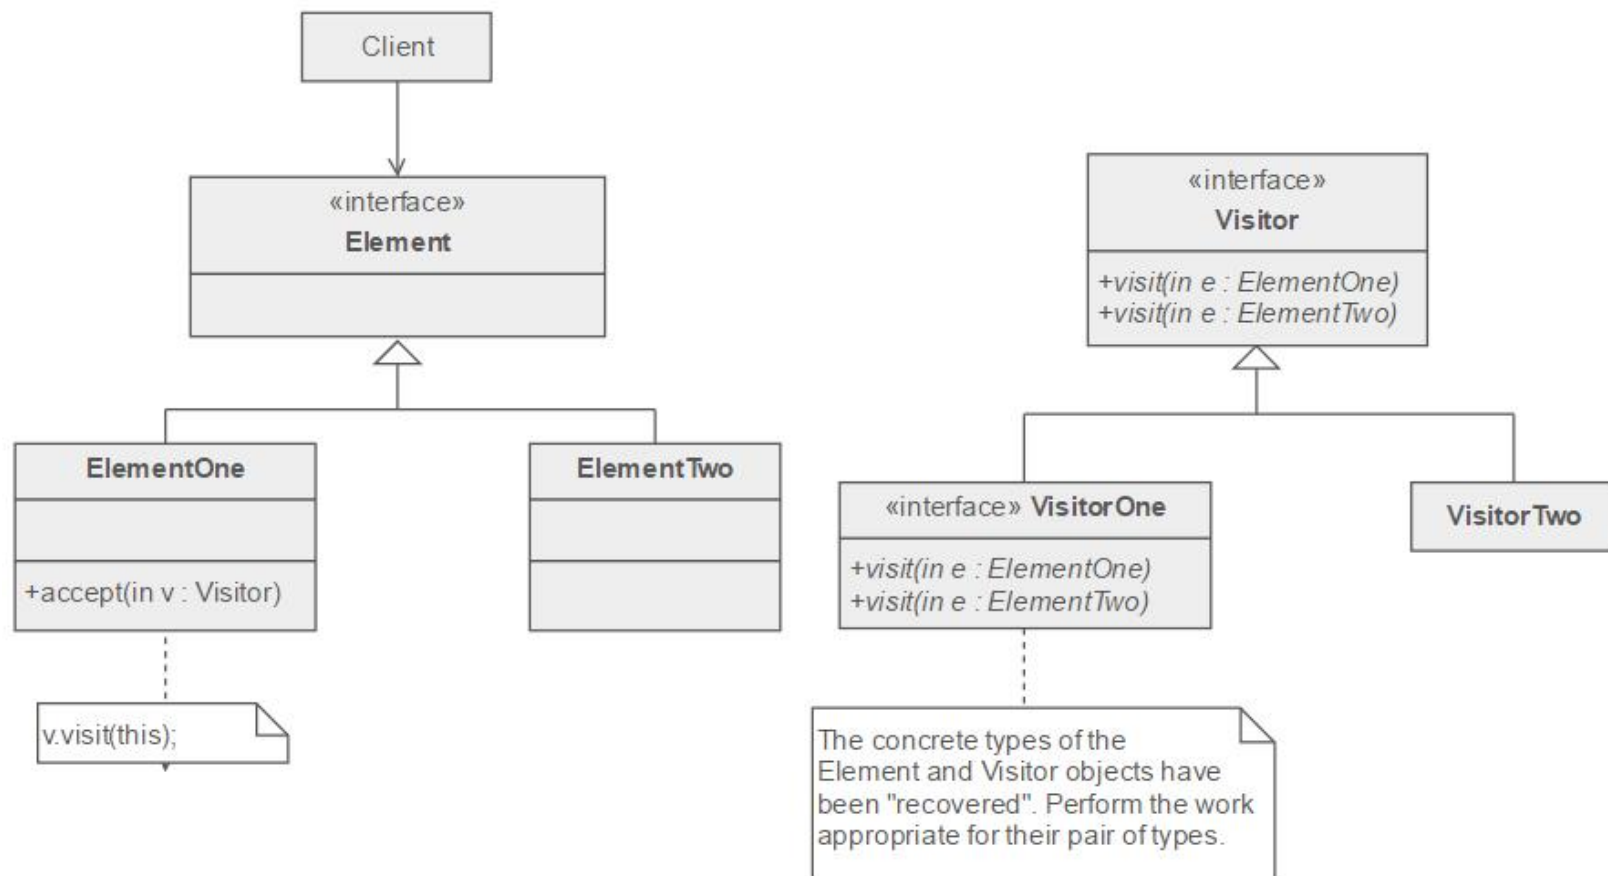 Client
«interface»
Element
ElementOne
+accept(in v : Visitor)
v.visit(this);
ElementTwo
«interface»
Visitor
+visit(in e : ElementOne)
+visit(in e : ElementTwo)
«interface» VisitorOne
+visit(in e : ElementOne)
+visit(in e : ElementTwo)
The concrete types of the
Element and Visitor objects have
been "recovered". Perform the work
appropriate for their pair of types.
VisitorTwo